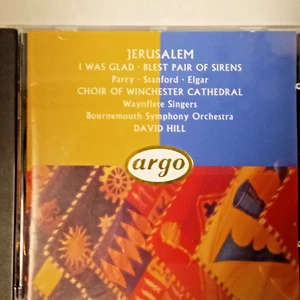 JERUSALEM
I WAS GLAD · BLEST PAIR OF SIRENS
Parry · Stanford · Elgar
CHOIR OF WINCHESTER CATHEDRAL
Waynflete Singers
Bournemouth Symphony Orchestra
DAVID HILL
argo